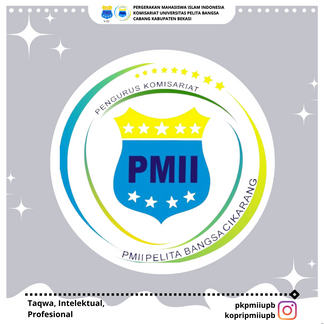 PERGERAKAN MAHASISWA ISLAM INDONESIA
KOMISARIAT UNIVERSITAS PELITA BANGSA
CABANG KABUPATEN BEKASI
PENGURUS KOMISARIAT
PMII
PMII PELITA BANGSA CIKARANG
Taqwa, Intelektual,
Profesional
pkpmiiupb
kopripmiiupb